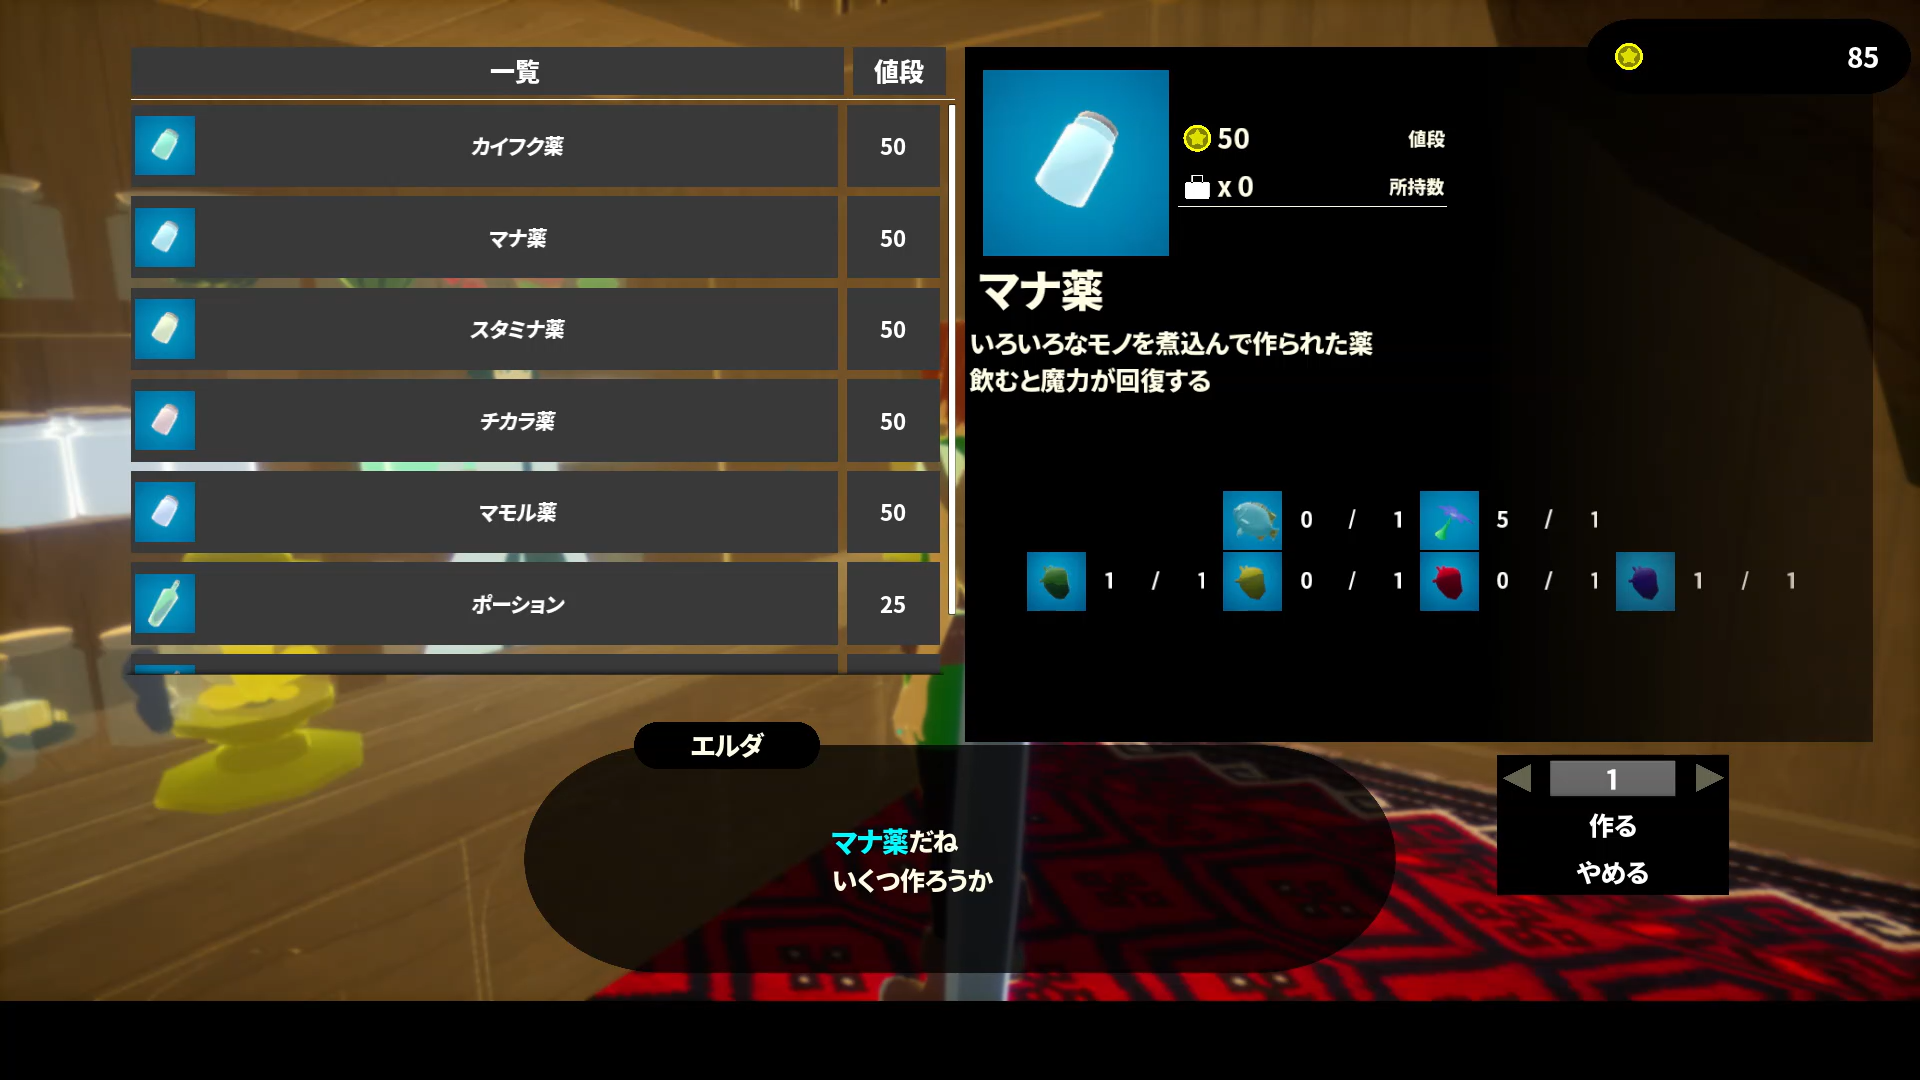 一覧 値段
カイフク薬 50
マナ薬 50
スタミナ薬 50
チカラ薬 50
マモル薬 50
ポーション 25
85
50 値段
x 0 所持数
マナ薬
いろいろなモノを煮込んで作られた薬
飲むと魔力が回復する
0 / 1 5 / 1
1 / 1 0 / 1 0 / 1 1 / 1
エルダ
マナ薬だね
いくつ作ろうか
1
作る
やめる